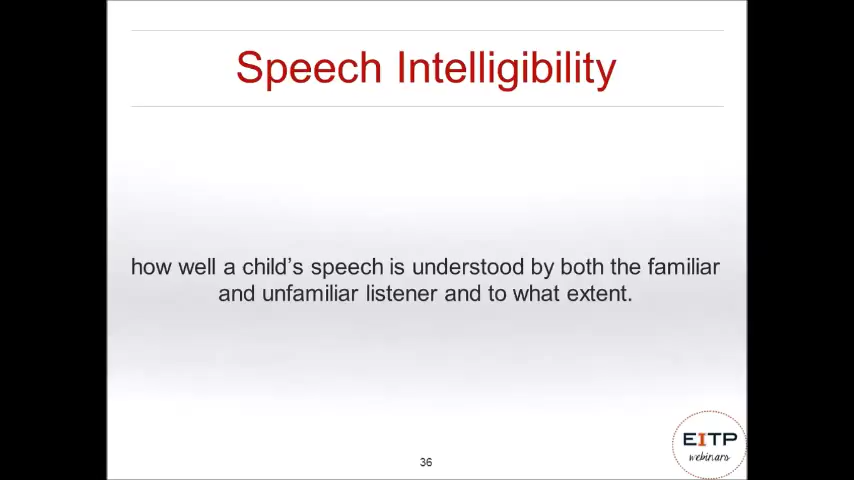 Speech Intelligibility
how well a child's speech is understood by both the familiar
and unfamiliar listener and to what extent.
36
EITP
webinars